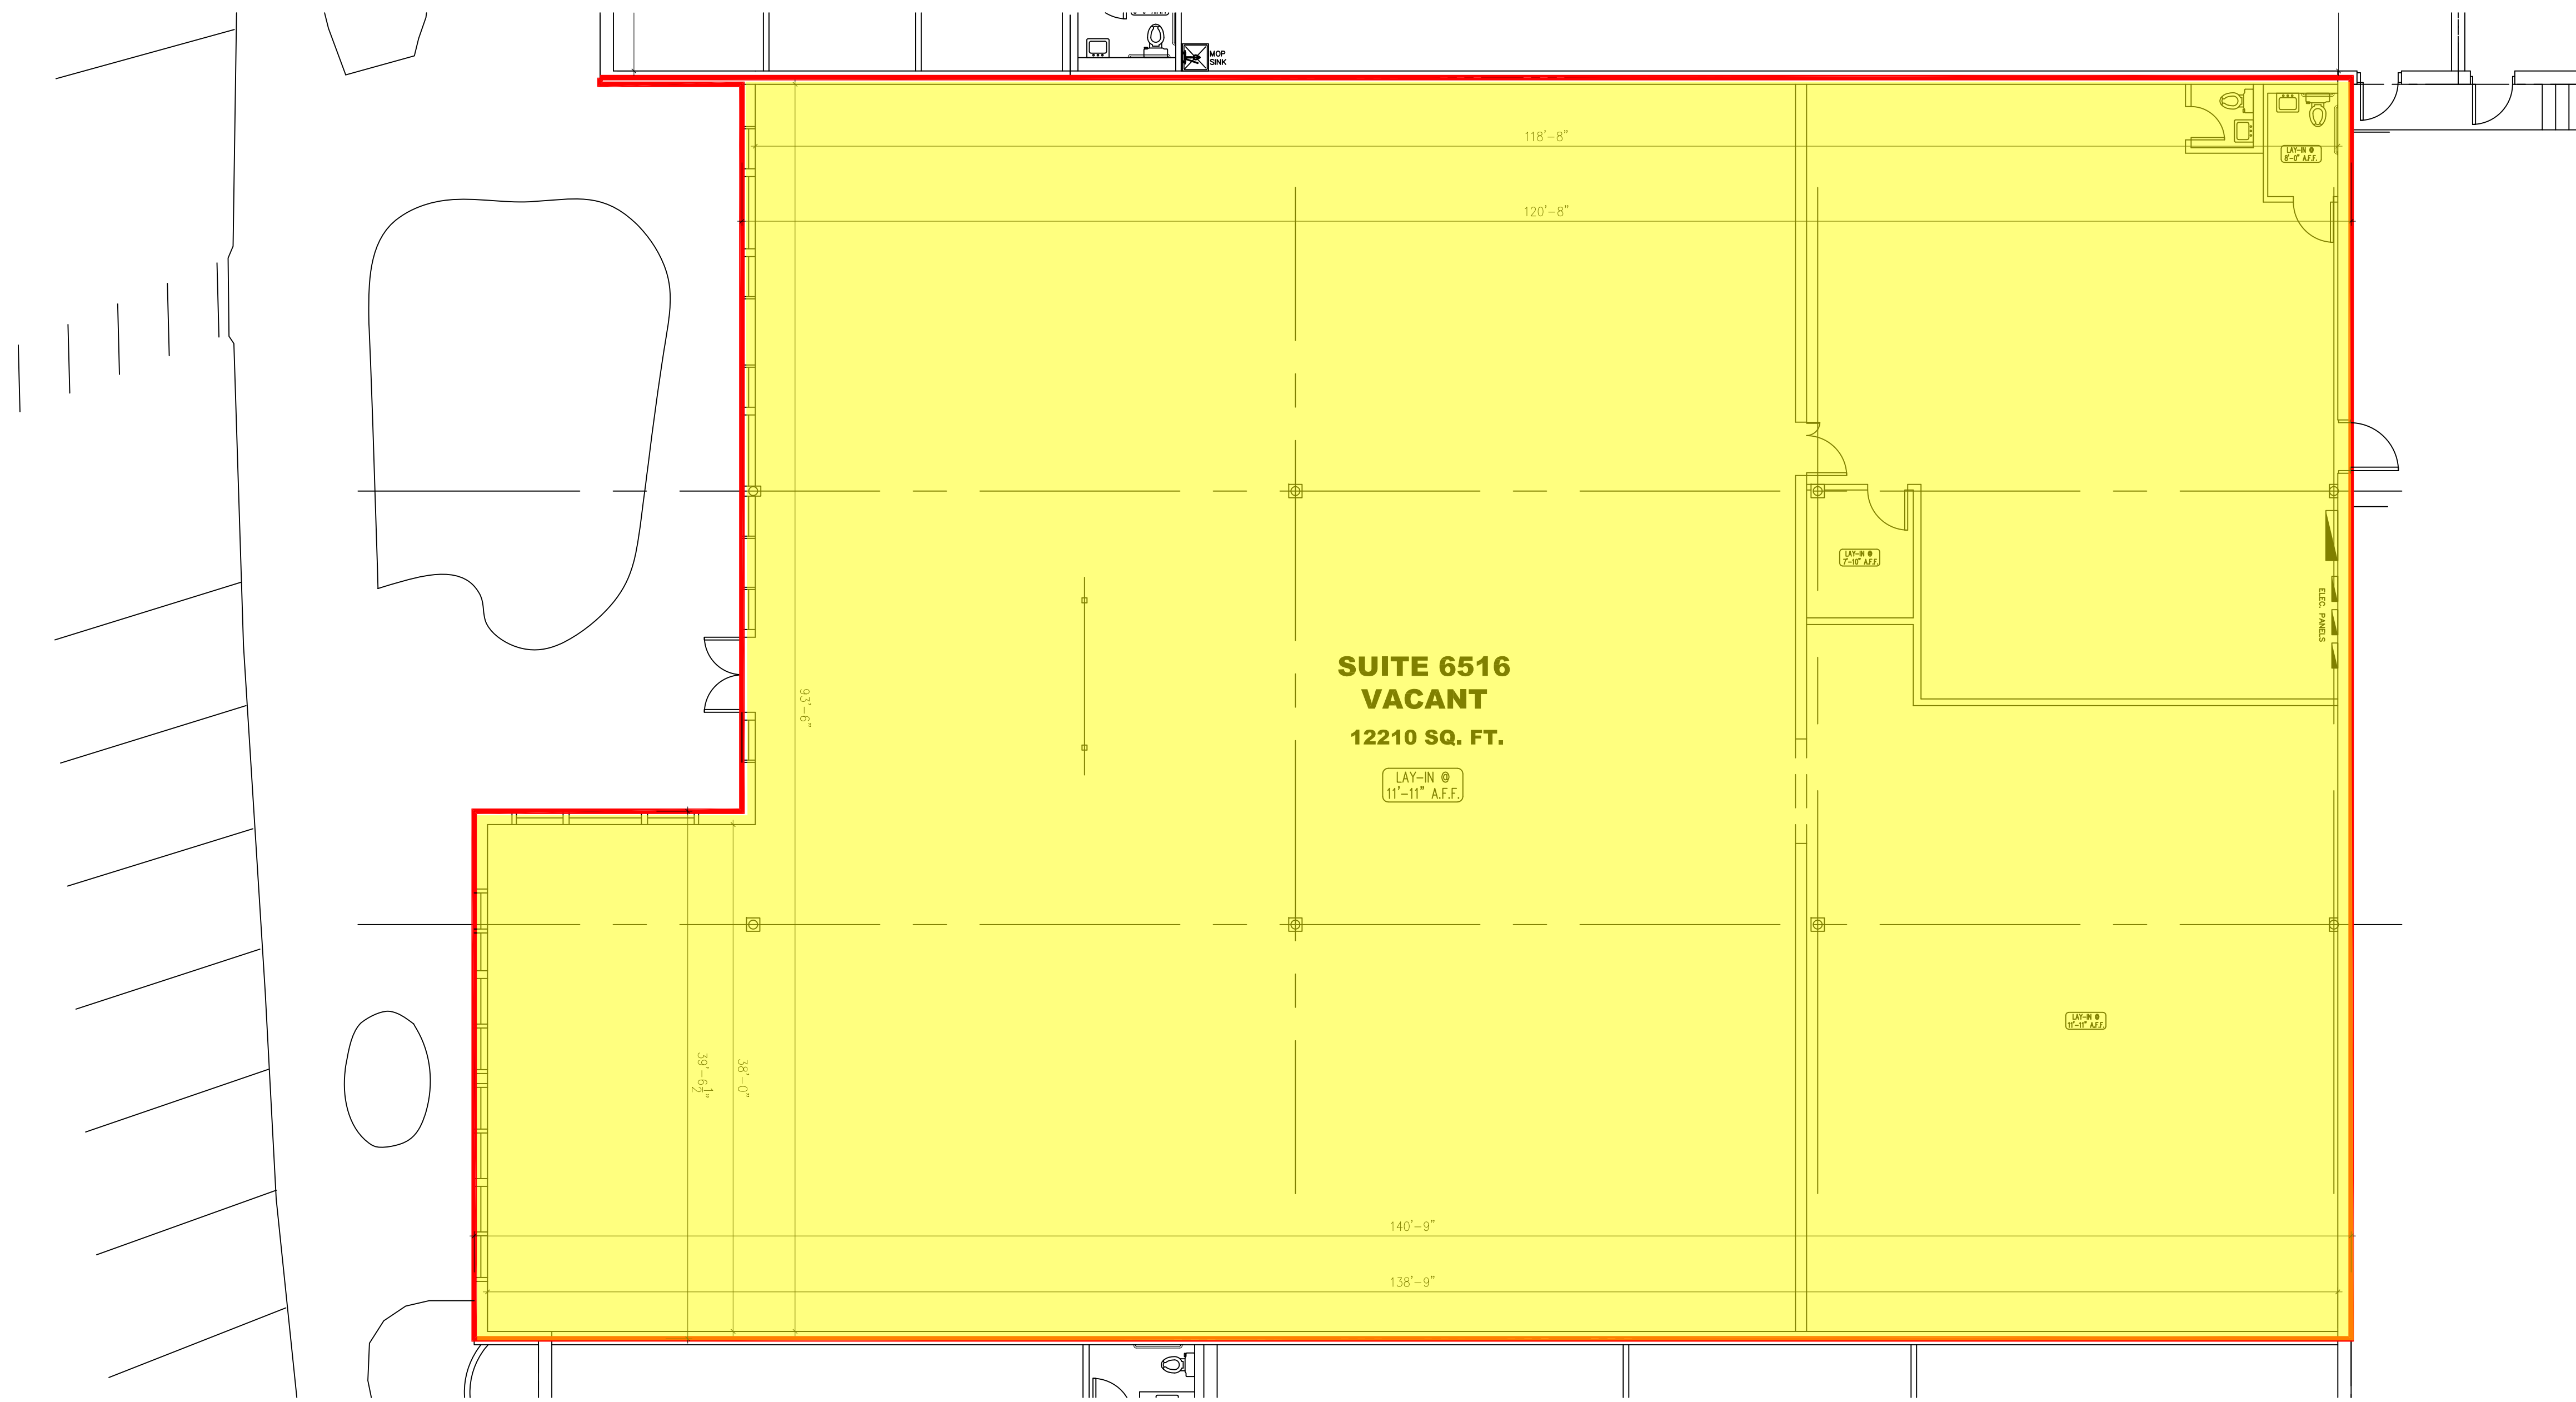 MOP
SINK
118'-8"
LAY-IN @
8'-0" A.F.F.
120'-8"
LAY-IN @
7'-10" A.F.F.
ELEC. PANELS
SUITE 6516
VACANT
12210 SQ. FT.
93'-6"
LAY-IN @
11'-11" A.F.F.
LAY-IN @
11'-11" A.F.F.
39'-6 1/2"
38'-0"
140'-9"
138'-9"